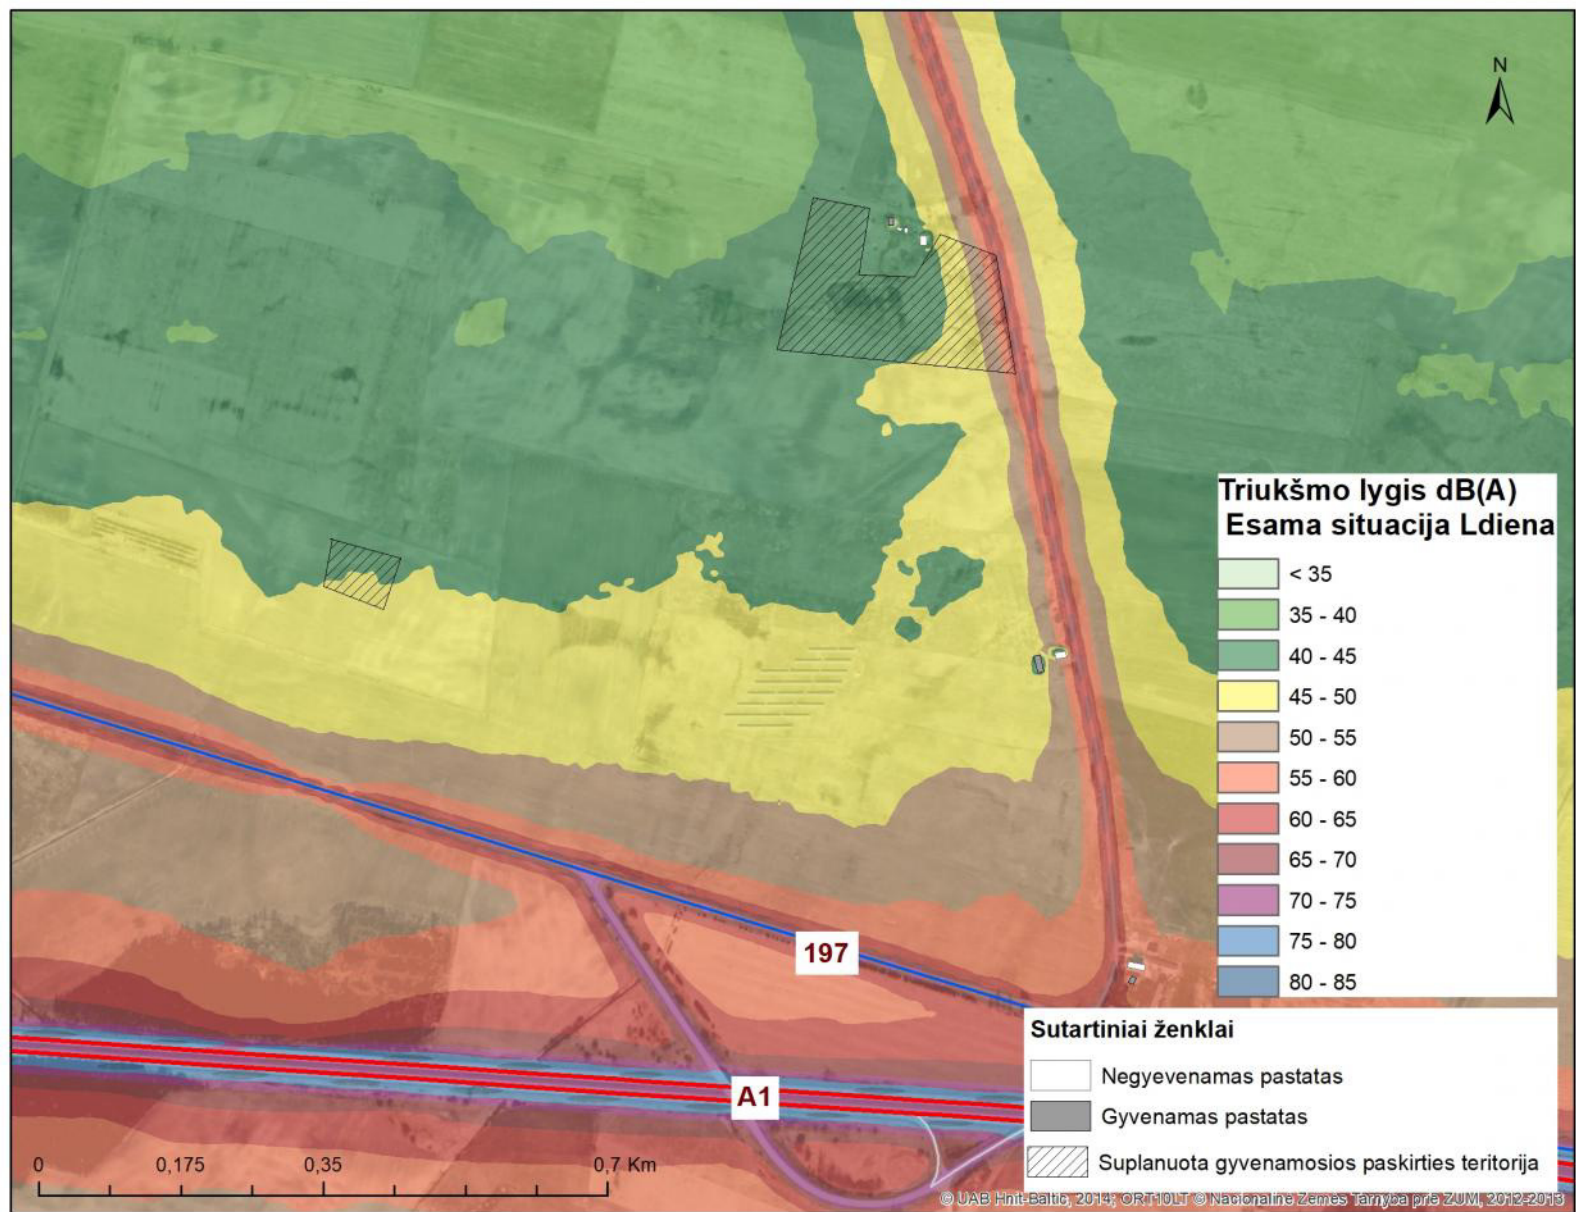 N
Triukšmo lygis dB(A)
Esama situacija Ldiena
< 35
35 - 40
40 - 45
45 - 50
50 - 55
55 - 60
60 - 65
65 - 70
70 - 75
75 - 80
80 - 85
197
A1
Sutartiniai ženklai
Negyevenamas pastatas
Gyvenamas pastatas
Suplanuota gyvenamosios paskirties teritorija
0 0,175 0,35 0,7 Km
© UAB Hnit-Baltic, 2014; ORT10LT © Nacionalinė Žemės Tarnyba prie ŽŪM, 2012-2013